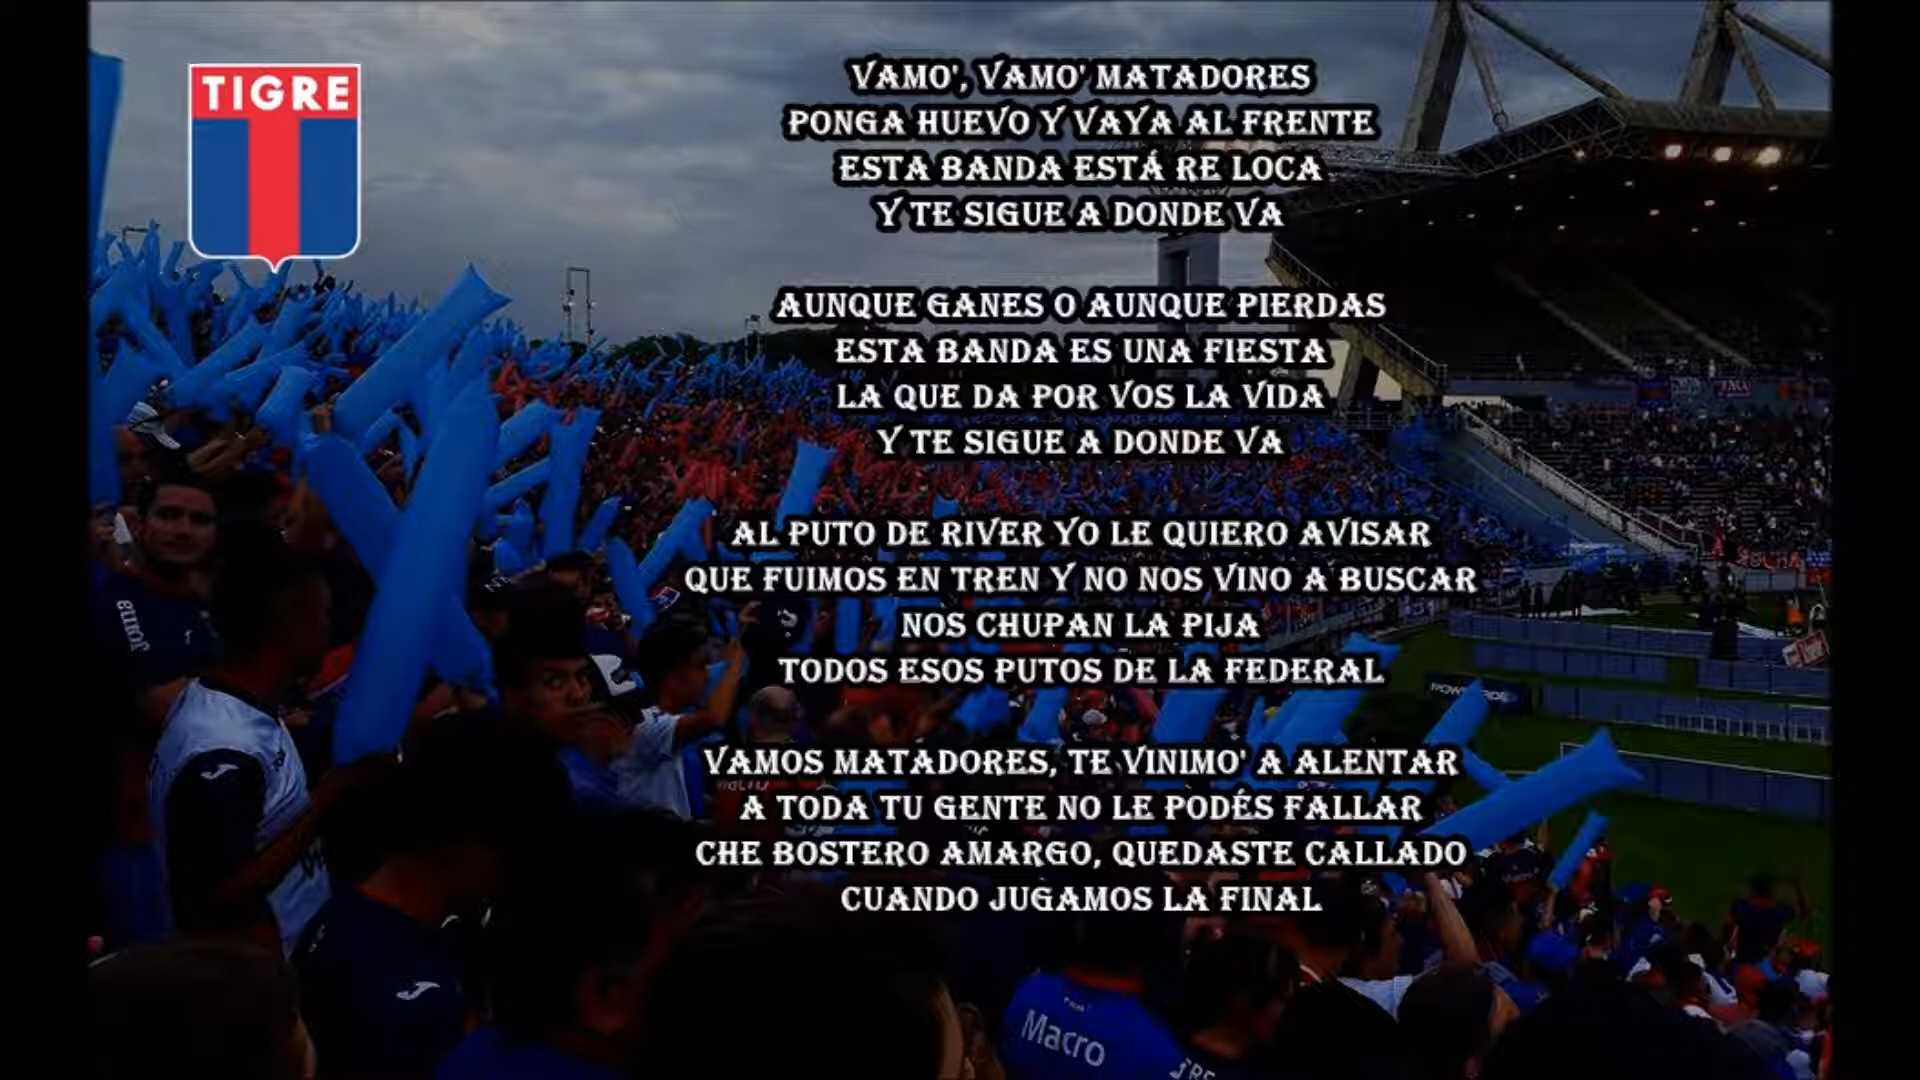 TIGRE
VAMO', VAMO' MATADORES
PONGA HUEVO Y VAYA AL FRENTE
ESTA BANDA ESTÁ RE LOCA
Y TE SIGUE A DONDE VA
AUNQUE GANES O AUNQUE PIERDAS
ESTA BANDA ES UNA FIESTA
LA QUE DA POR VOS LA VIDA
Y TE SIGUE A DONDE VA
AL PUTO DE RIVER YO LE QUIERO AVISAR
QUE FUIMOS EN TREN Y NO NOS VINO A BUSCAR
NOS CHUPAN LA PIJA
TODOS ESOS PUTOS DE LA FEDERAL
VAMOS MATADORES, TE VINIMO' A ALENTAR
A TODA TU GENTE NO LE PODÉS FALLAR
CHE BOSTERO AMARGO, QUEDASTE CALLADO
CUANDO JUGAMOS LA FINAL
Macro